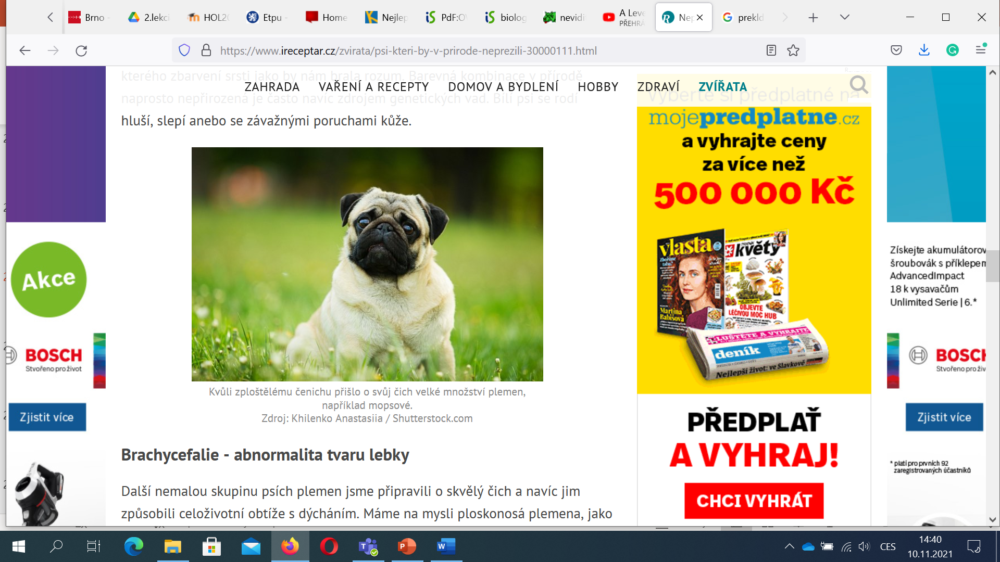 Brno
2.lekci
HOL20
Etpu -
Home
Nejlep
PdF:OV
biolog
nevidi
A Leve
PŘEHRÁ
Nep
prekld
https://www.ireceptar.cz/zvirata/psi-kteri-by-v-prirode-neprezili-30000111.html
kterého zbarvení srsti jako by nám brala rozum. Barevná kombinace v přírodě
ZAHRADA VAŘENÍ A RECEPTY DOMOV A BYDLENÍ HOBBY ZDRAVÍ ZVÍŘATA
naprosto nepřirozená je často navíc zdrojem genetických vad. Bílí psi se rodí
hluší, slepí anebo se závažnými poruchami kůže.
Kvůli zploštělému čenichu přišlo o svůj čich velké množství plemen,
například mopsové.
Zdroj: Khilenko Anastasiia / Shutterstock.com
Brachycefalie - abnormalita tvaru lebky
Další nemalou skupinu psích plemen jsme připravili o skvělý čich a navíc jim
způsobili celoživotní obtíže s dýcháním. Máme na mysli ploskonosá plemena, jako
Vyberte si předplatné na
mojepredplatne.cz
a vyhrajte ceny
za více než
500 000 Kč
vlasta
Martina
Babišová
květy
OBJEVTE
LÉČIVOU MOC HUB
LUŠTĚTE A VYHRAJTE
deník
Nejlepší život: ve Slavkově
PŘEDPLAŤ
A VYHRAJ!
CHCI VYHRÁT
Akce
BOSCH
Stvořeno pro život
Zjistit více
Získejte akumulátorov
šroubovák s příklepem
AdvancedImpact
18 k vysavačům
Unlimited Serie | 6.*
BOSCH
Stvořeno pro živ
Zjistit více
* platí pro prvních 92
zaregistrovaných účastníků
CES
14:40
10.11.2021